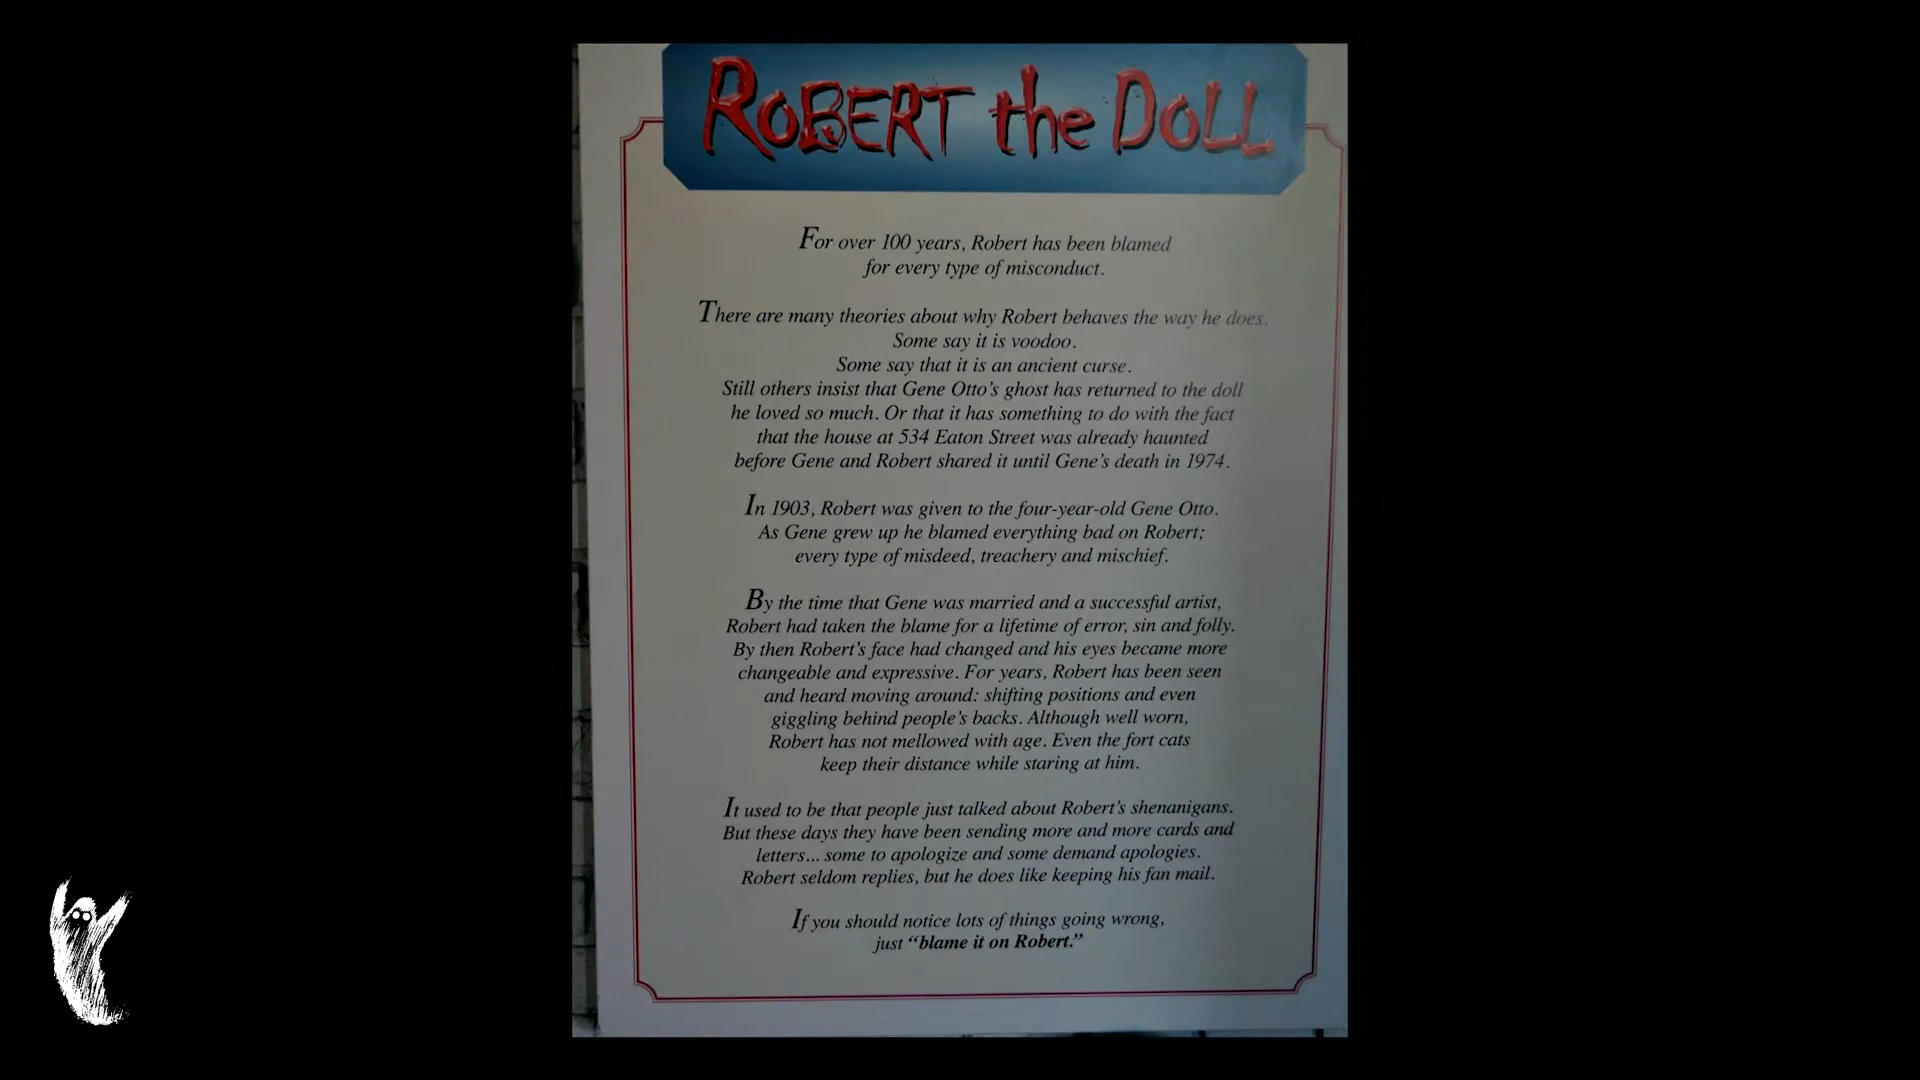 ROBERT the DOLL
For over 100 years, Robert has been blamed
for every type of misconduct.
There are many theories about why Robert behaves the way he does.
Some say it is voodoo.
Some say that it is an ancient curse.
Still others insist that Gene Otto's ghost has returned to the doll
he loved so much. Or that it has something to do with the fact
that the house at 534 Eaton Street was already haunted
before Gene and Robert shared it until Gene's death in 1974.
In 1903, Robert was given to the four-year-old Gene Otto.
As Gene grew up he blamed everything bad on Robert;
every type of misdeed, treachery and mischief.
By the time that Gene was married and a successful artist,
Robert had taken the blame for a lifetime of error, sin and folly.
By then Robert's face had changed and his eyes became more
changeable and expressive. For years, Robert has been seen
and heard moving around: shifting positions and even
giggling behind people's backs. Although well worn,
Robert has not mellowed with age. Even the fort cats
keep their distance while staring at him.
It used to be that people just talked about Robert's shenanigans.
But these days they have been sending more and more cards and
letters... some to apologize and some demand apologies.
Robert seldom replies, but he does like keeping his fan mail.
If you should notice lots of things going wrong,
just "blame it on Robert."